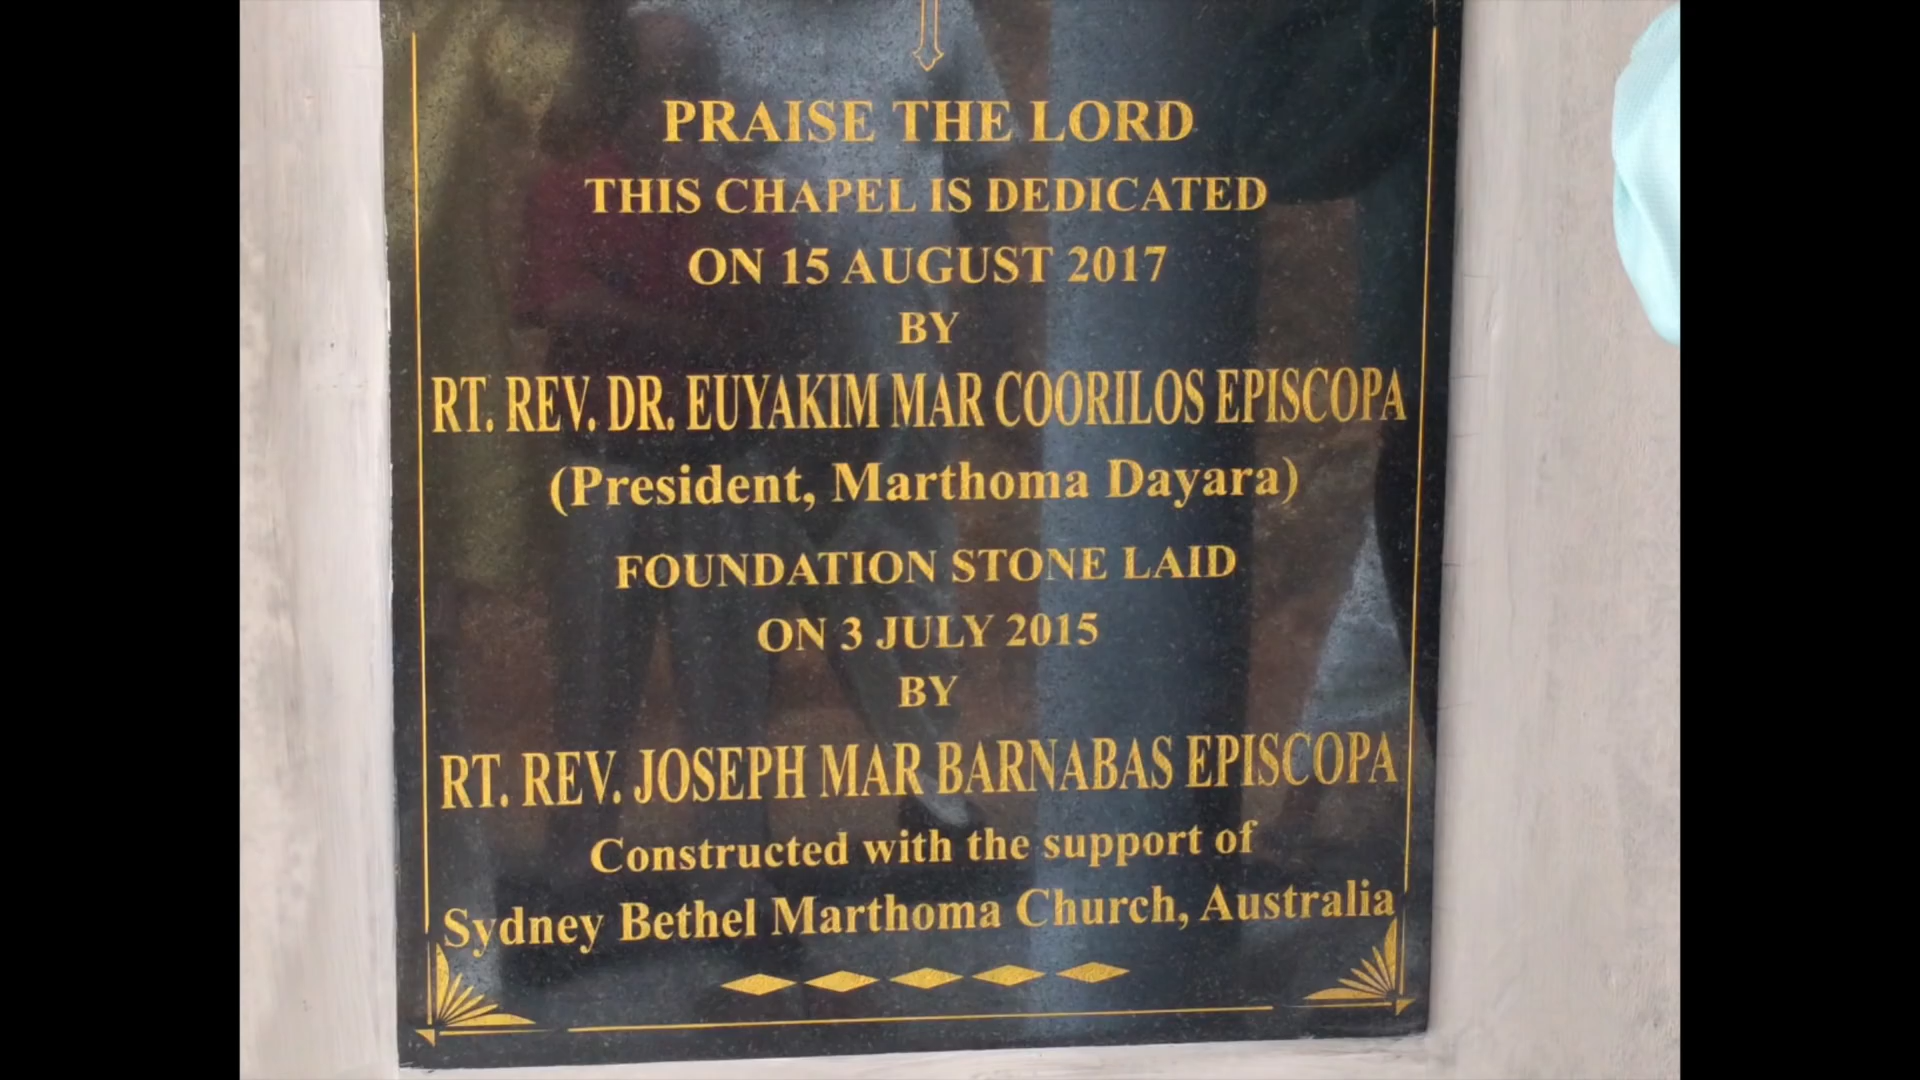 PRAISE THE LORD
THIS CHAPEL IS DEDICATED
ON 15 AUGUST 2017
BY
RT. REV. DR. EUYAKIM MAR COORILOS EPISCOPA
(President, Marthoma Dayara)
FOUNDATION STONE LAID
ON 3 JULY 2015
BY
RT. REV. JOSEPH MAR BARNABAS EPISCOPA
Constructed with the support of
Sydney Bethel Marthoma Church, Australia